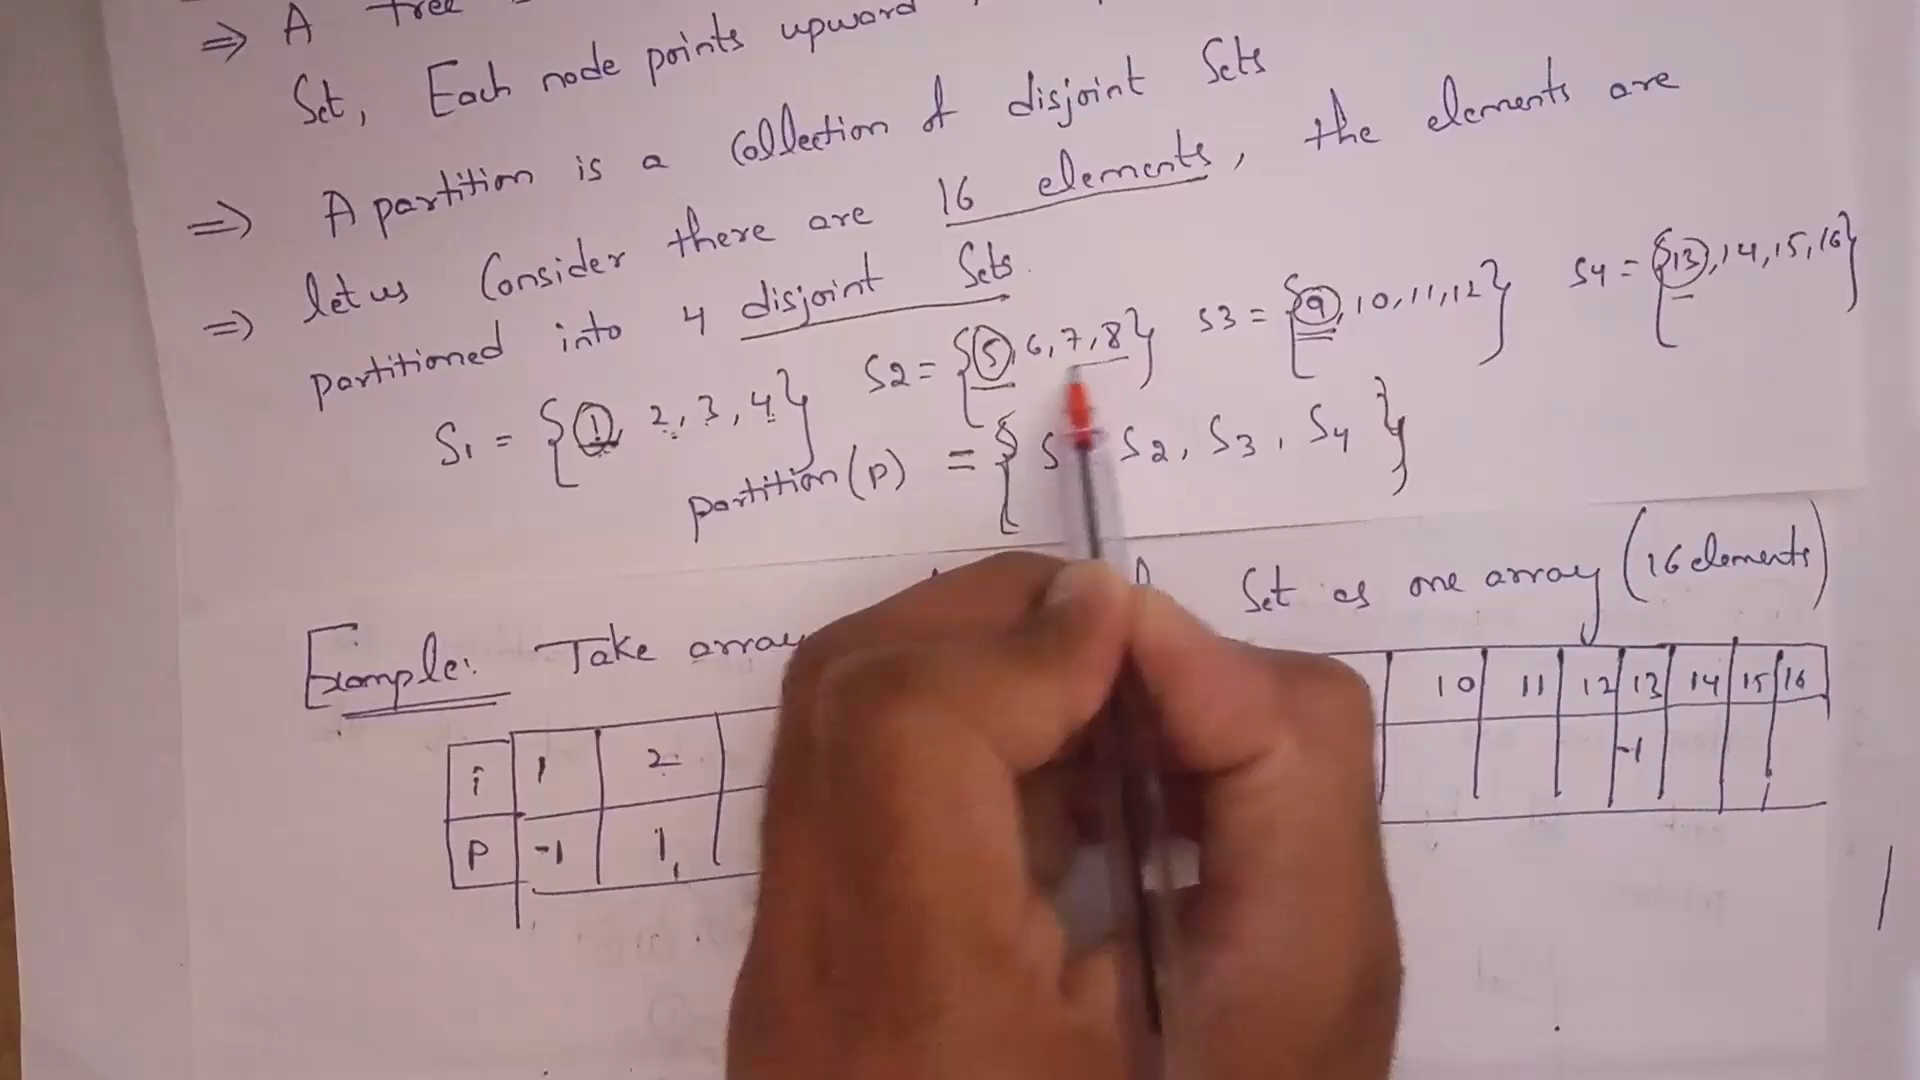 ⇒ A tree
Set, Each node points upward
⇒ A partition is a collection of disjoint Sets
⇒ let us Consider there are 16 elements, the elements are
partitioned into 4 disjoint Sets.
S1 = {1, 2, 3, 4} S2 = {5, 6, 7, 8} S3 = {9, 10, 11, 12} S4 = {13, 14, 15, 16}
partition (P) = { S S2, S3, S4 }
Example: Take array Set as one array (16 elements)
i 1 2 10 11 12 13 14 15 16
P -1 1 -1